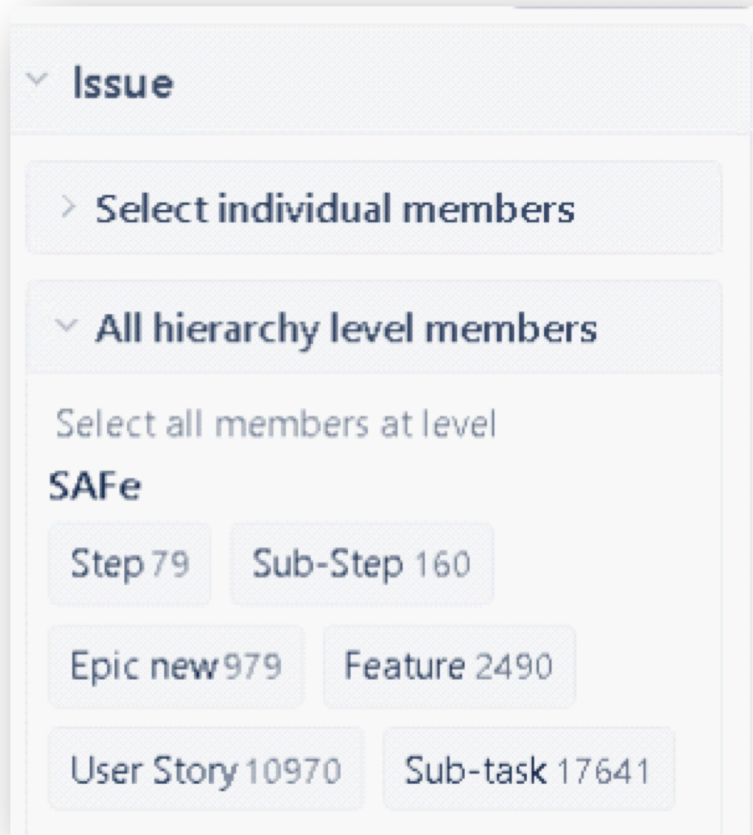 Issue
Select individual members
All hierarchy level members
Select all members at level
SAFe
Step 79 Sub-Step 160
Epic new 979 Feature 2490
User Story 10970 Sub-task 17641